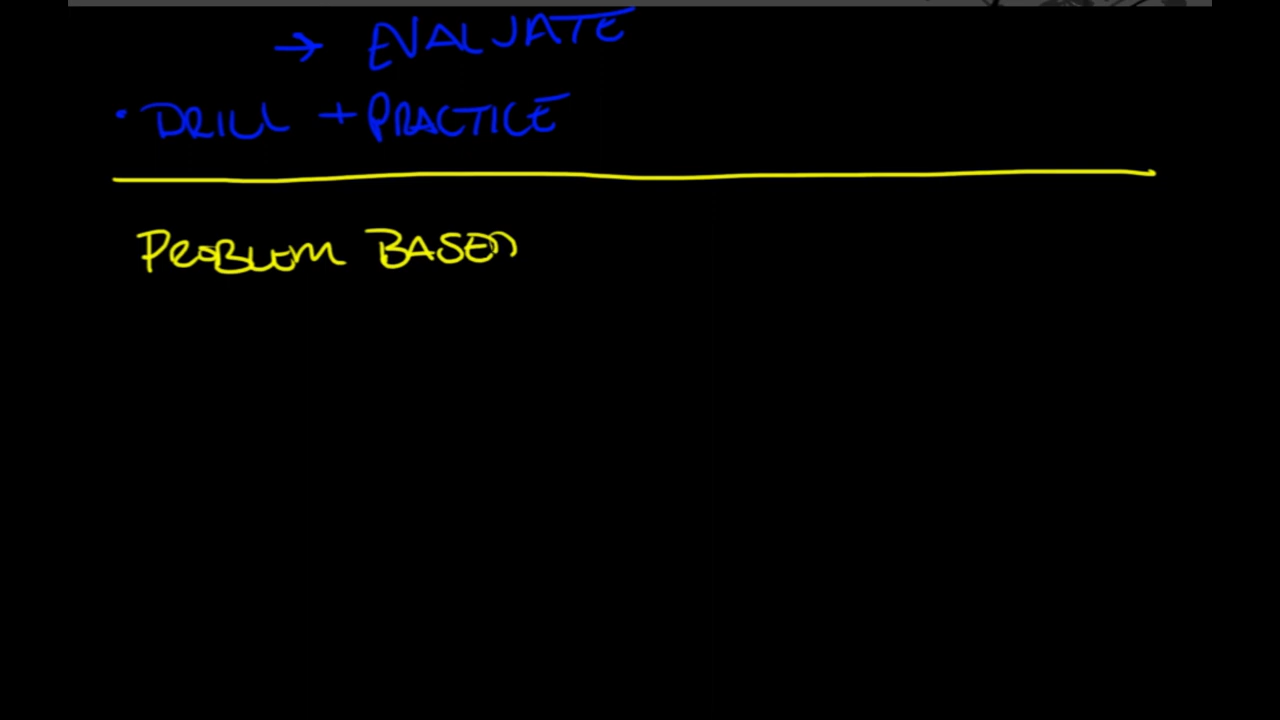 → EVALUATE
• DRILL + PRACTICE
PROBLEM BASED